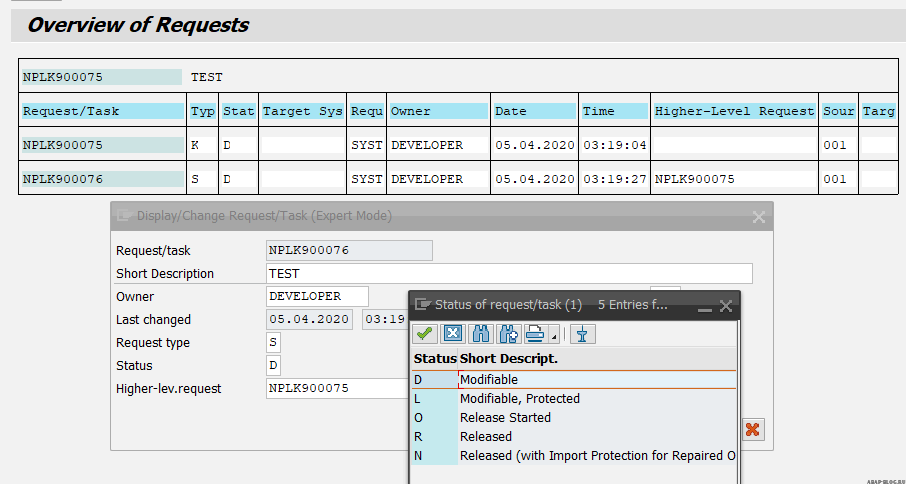 Overview of Requests
NPLK900075 TEST
Request/Task Typ Stat Target Sys Requ Owner Date Time Higher-Level Request Sour Targ
NPLK900075 K D SYST DEVELOPER 05.04.2020 03:19:04 001
NPLK900076 S D SYST DEVELOPER 05.04.2020 03:19:27 NPLK900075 001
Display/Change Request/Task (Expert Mode)
Request/task NPLK900076
Short Description TEST
Owner DEVELOPER
Last changed 05.04.2020 03:19
Request type S
Status D
Higher-lev.request NPLK900075
Status of request/task (1) 5 Entries f...
Status Short Descript.
D Modifiable
L Modifiable, Protected
O Release Started
R Released
N Released (with Import Protection for Repaired O
ABAP-BLOG.RU